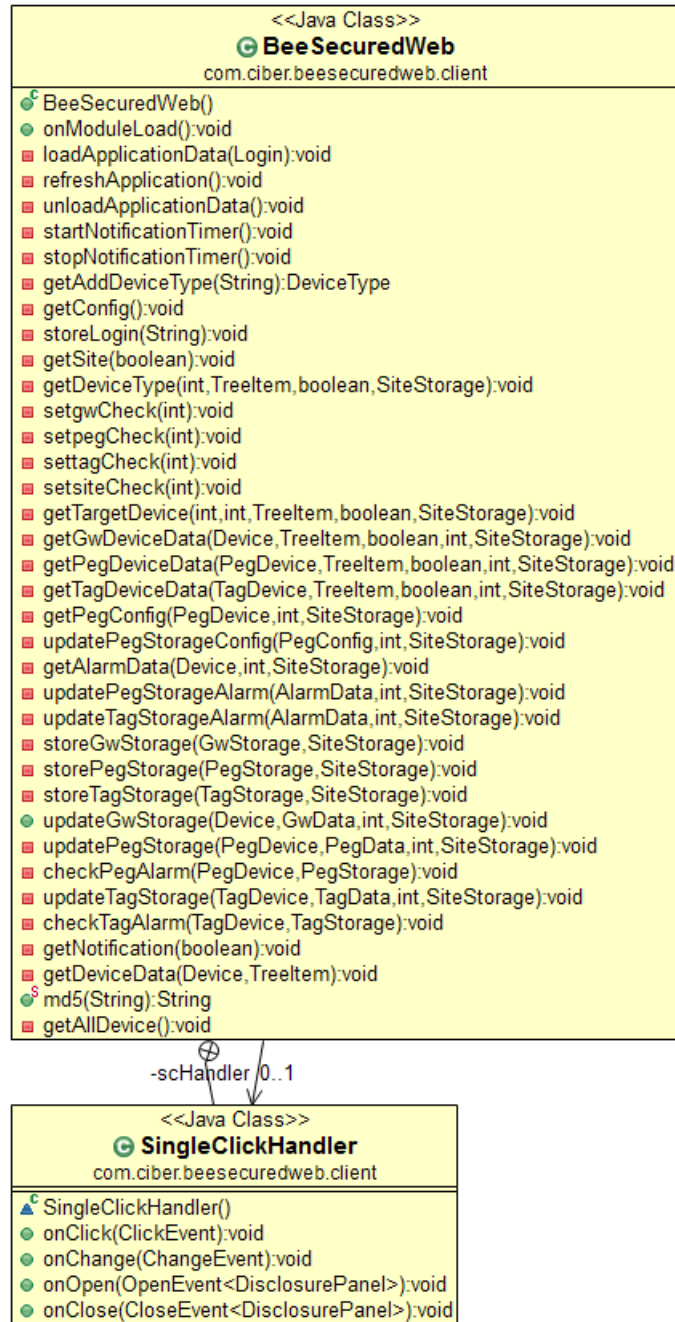 <<Java Class>>
BeeSecuredWeb
com.ciber.beesecuredweb.client
BeeSecuredWeb()
onModuleLoad():void
loadApplicationData(Login):void
refreshApplication():void
unloadApplicationData():void
startNotificationTimer():void
stopNotificationTimer():void
getAddDeviceType(String):DeviceType
getConfig():void
storeLogin(String):void
getSite(boolean):void
getDeviceType(int,TreeItem,boolean,SiteStorage):void
setgwCheck(int):void
setpegCheck(int):void
settagCheck(int):void
setsiteCheck(int):void
getTargetDevice(int,int,TreeItem,boolean,SiteStorage):void
getGwDeviceData(Device,TreeItem,boolean,int,SiteStorage):void
getPegDeviceData(PegDevice,TreeItem,boolean,int,SiteStorage):void
getTagDeviceData(TagDevice,TreeItem,boolean,int,SiteStorage):void
getPegConfig(PegDevice,int,SiteStorage):void
updatePegStorageConfig(PegConfig,int,SiteStorage):void
getAlarmData(Device,int,SiteStorage):void
updatePegStorageAlarm(AlarmData,int,SiteStorage):void
updateTagStorageAlarm(AlarmData,int,SiteStorage):void
storeGwStorage(GwStorage,SiteStorage):void
storePegStorage(PegStorage,SiteStorage):void
storeTagStorage(TagStorage,SiteStorage):void
updateGwStorage(Device,GwData,int,SiteStorage):void
updatePegStorage(PegDevice,PegData,int,SiteStorage):void
checkPegAlarm(PegDevice,PegStorage):void
updateTagStorage(TagDevice,TagData,int,SiteStorage):void
checkTagAlarm(TagDevice,TagStorage):void
getNotification(boolean):void
getDeviceData(Device,TreeItem):void
md5(String):String
getAllDevice():void
-scHandler 0..1
<<Java Class>>
SingleClickHandler
com.ciber.beesecuredweb.client
SingleClickHandler()
onClick(ClickEvent):void
onChange(ChangeEvent):void
onOpen(OpenEvent<DisclosurePanel>):void
onClose(CloseEvent<DisclosurePanel>):void